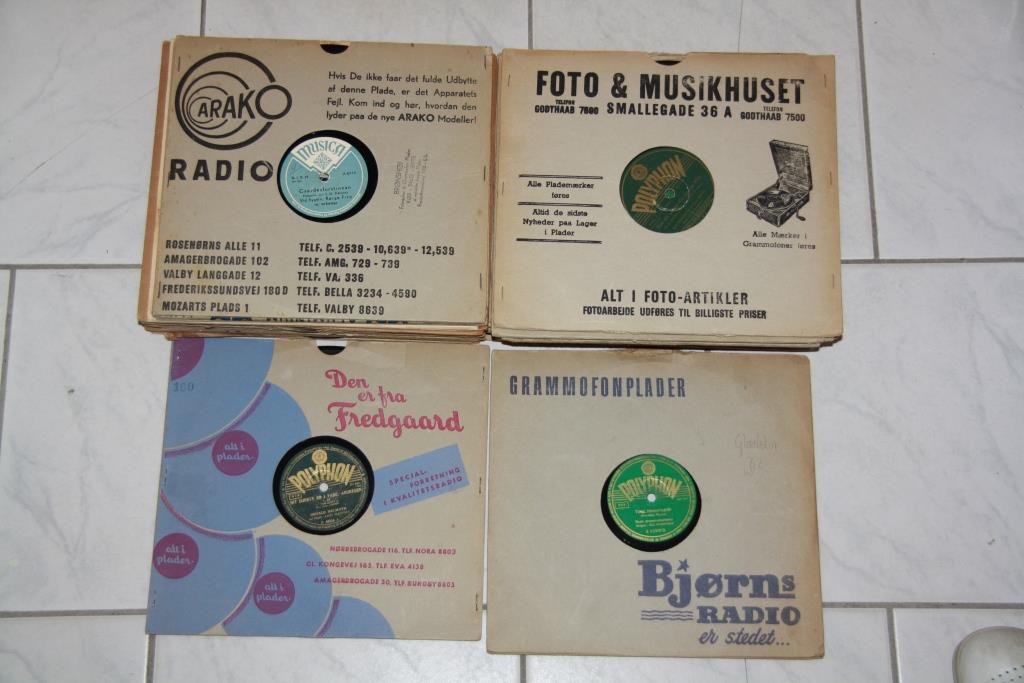 ARAKO
RADIO
Hvis De ikke faar det fulde Udbytte
af denne Plade, er det Apparatets
Fejl. Kom ind og hør, hvordan den
lyder paa de nye ARAKO Modeller!
MUSICA
ROSENØRNS ALLE 11 TELF. C. 2539 - 10,639* - 12,539
AMAGERBROGADE 102 TELF. AMG. 729 - 739
VALBY LANGGADE 12 TELF. VA. 336
FREDERIKSSUNDSVEJ 180 D TELF. BELLA 3234 - 4590
MOZARTS PLADS 1 TELF. VALBY 8639
FOTO & MUSIKHUSET
TELEFON GODTHAAB 7600 SMALLEGADE 36 A TELEFON GODTHAAB 7500
POLYPHON
Alle Plademærker
føres
Altid de sidste
Nyheder paa Lager
i Plader
Alle Mærker i
Grammofoner føres
ALT I FOTO-ARTIKLER
FOTOARBEJDE UDFØRES TIL BILLIGSTE PRISER
100
Den
er fra
Fredgaard
alt i
plader
POLYPHON
SPECIAL-
FORRETNING
I KVALITETSRADIO
alt i
plader
alt i
plader
NØRREBROGADE 116, TLF. NORA 8803
GL. KONGEVEJ 185, TLF. EVA 4138
AMAGERBROGADE 30, TLF. SUNDBY 8803
GRAMMOFONPLADER
POLYPHON
Bjørns
RADIO
er stedet...